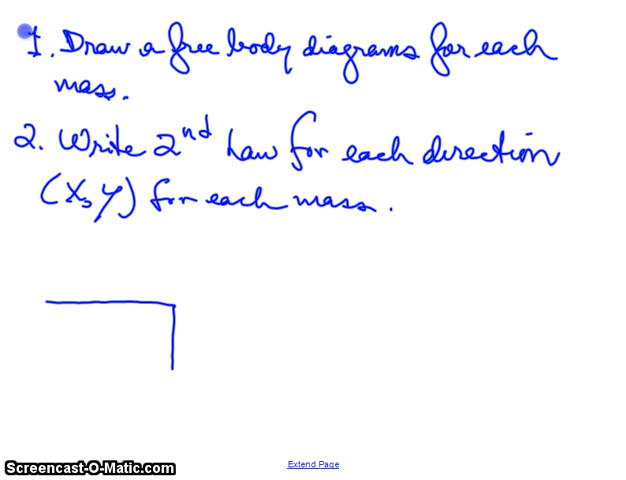 1. Draw a free body diagrams for each
mass.
2. Write 2nd Law for each direction
(x, y) for each mass.
Extend Page
Screencast-O-Matic.com